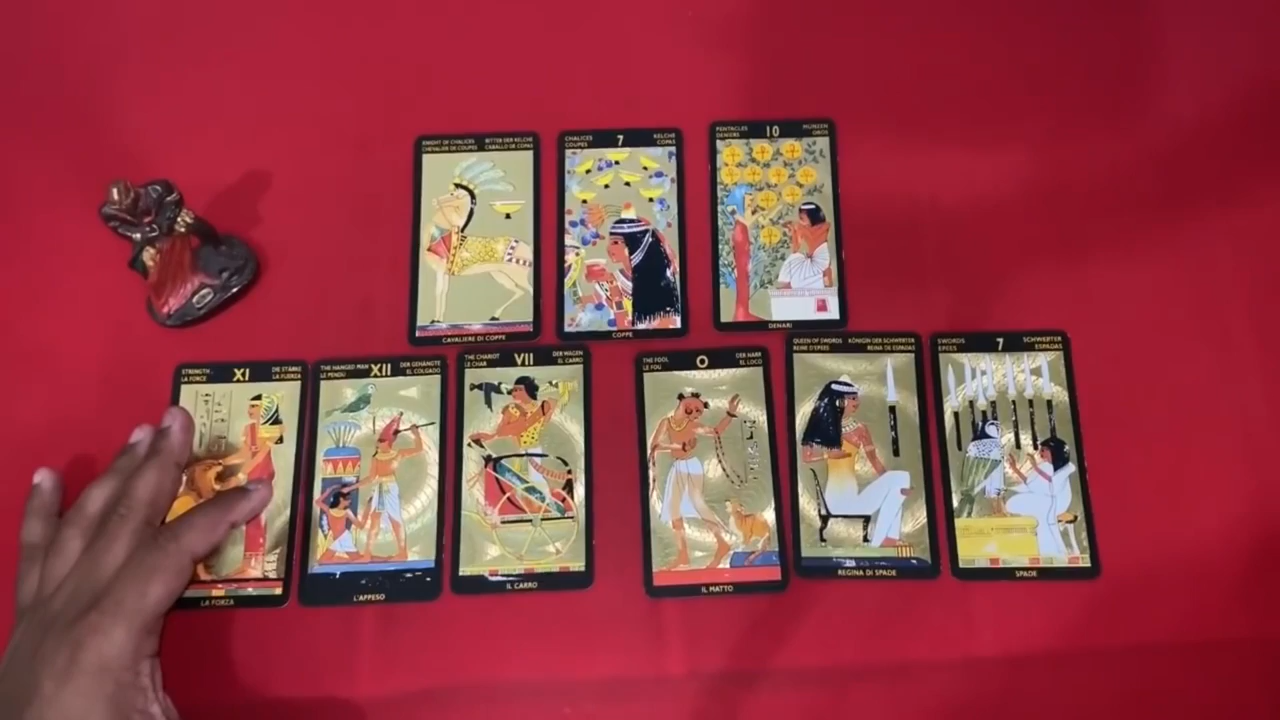 KNIGHT OF CHALICES RITTER DER KELCHE
CHEVALIER DE COUPES CABALLO DE COPAS
CAVALIERE DI COPPE
CHALICES 7 KELCHE
COUPES COPAS
COPPE
PENTACLES 10 MÜNZEN
DENIERS OROS
DENARI
STRENGTH XI DIE STÄRKE
LA FORCE LA FUERZA
LA FORZA
THE HANGED MAN XII DER GEHÄNGTE
LE PENDU EL COLGADO
L'APPESO
THE CHARIOT VII DER WAGEN
LE CHAR EL CARRO
IL CARRO
THE FOOL 0 DER NARR
LE FOU EL LOCO
IL MATTO
QUEEN OF SWORDS KÖNIGIN DER SCHWERTER
REINE D'EPEES REINA DE ESPADAS
REGINA DI SPADE
SWORDS 7 SCHWERTER
EPEES ESPADAS
SPADE